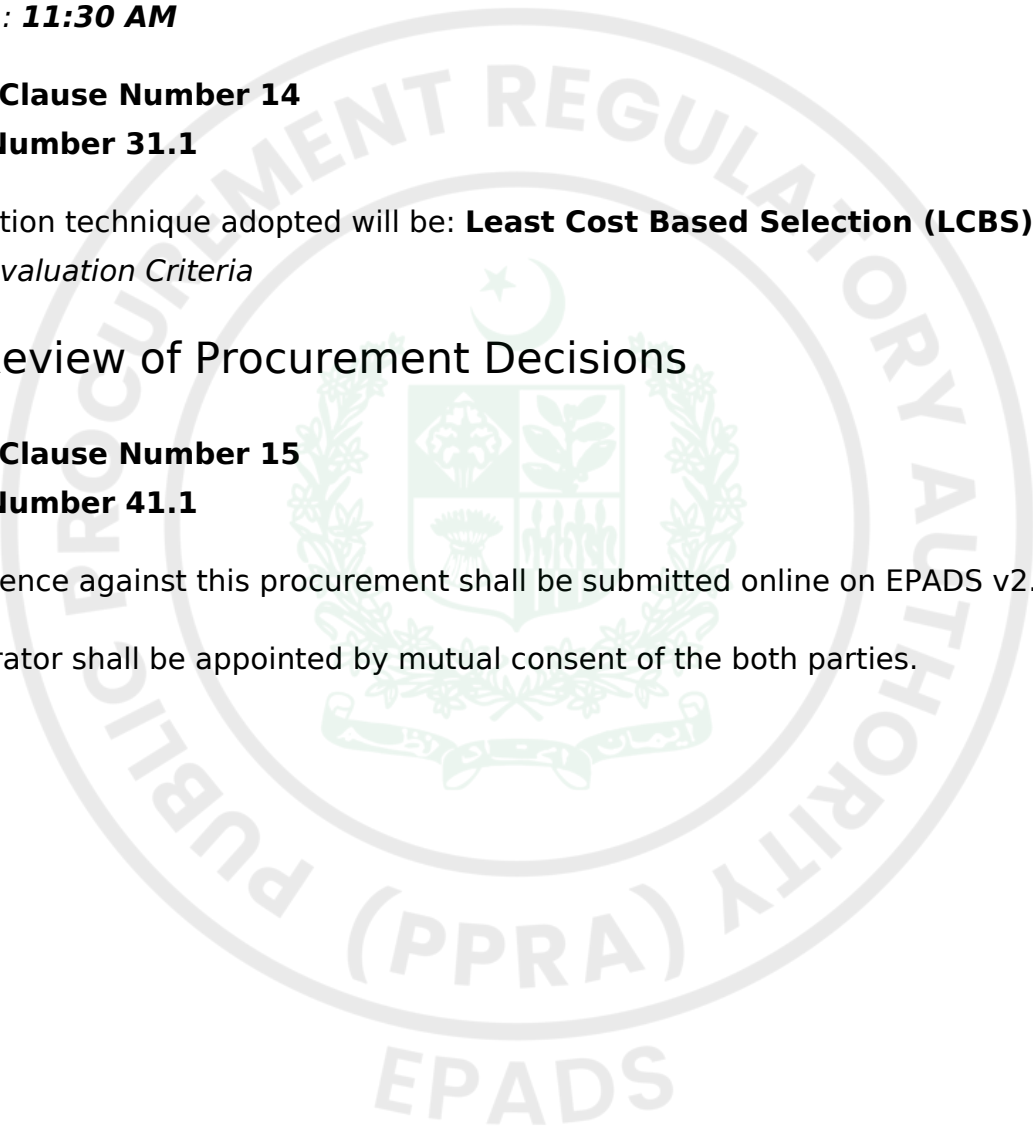 : 11:30 AM
Clause Number 14
Number 31.1
tion technique adopted will be: Least Cost Based Selection (LCBS)
valuation Criteria
eview of Procurement Decisions
Clause Number 15
Number 41.1
ence against this procurement shall be submitted online on EPADS v2.
rator shall be appointed by mutual consent of the both parties.
PUBLIC PROCUREMENT REGULATORY AUTHORITY
(PPRA)
EPADS